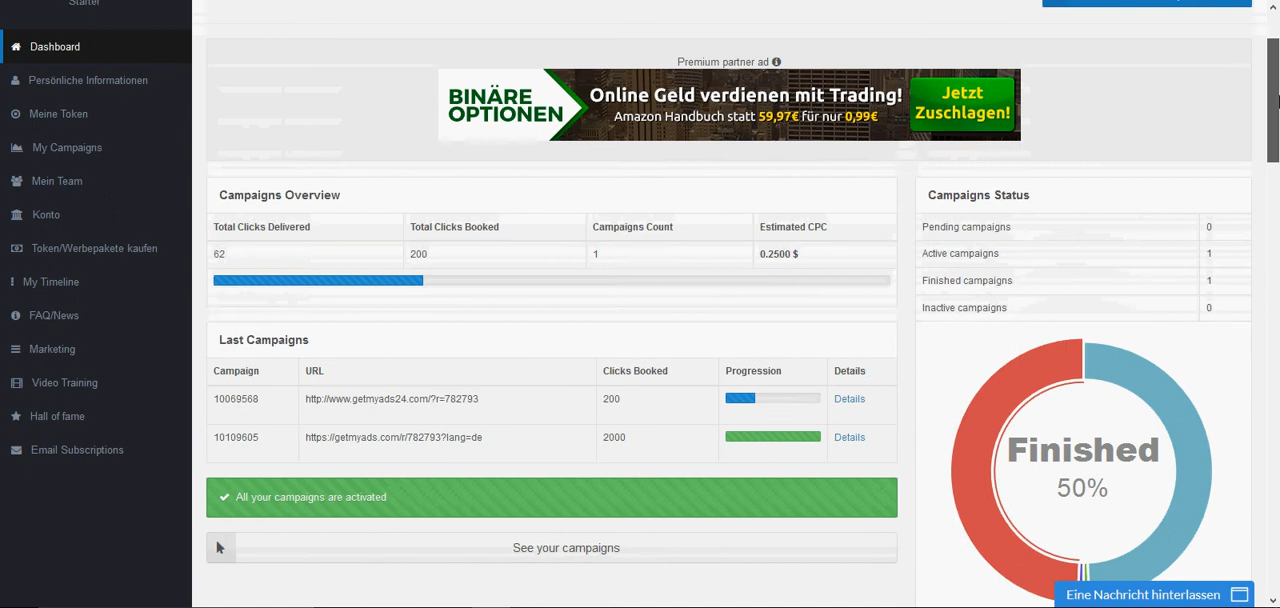 Starter
Dashboard
Persönliche Informationen
Meine Token
My Campaigns
Mein Team
Konto
Token/Werbepakete kaufen
My Timeline
FAQ/News
Marketing
Video Training
Hall of fame
Email Subscriptions
Premium partner ad
BINÄRE
OPTIONEN
Online Geld verdienen mit Trading!
Amazon Handbuch statt 59,97€ für nur 0,99€
Jetzt
Zuschlagen!
Campaigns Overview
Total Clicks Delivered Total Clicks Booked Campaigns Count Estimated CPC
62 200 1 0.2500 $
Last Campaigns
Campaign URL Clicks Booked Progression Details
10069568 http://www.getmyads24.com/?r=782793 200 Details
10109605 https://getmyads.com/r/782793?lang=de 2000 Details
All your campaigns are activated
See your campaigns
Campaigns Status
Pending campaigns 0
Active campaigns 1
Finished campaigns 1
Inactive campaigns 0
Finished
50%
Eine Nachricht hinterlassen